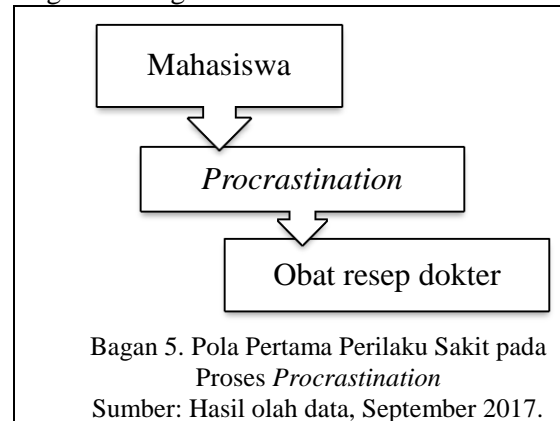 Mahasiswa
Procrastination
Obat resep dokter
Bagan 5. Pola Pertama Perilaku Sakit pada
Proses Procrastination
Sumber: Hasil olah data, September 2017.